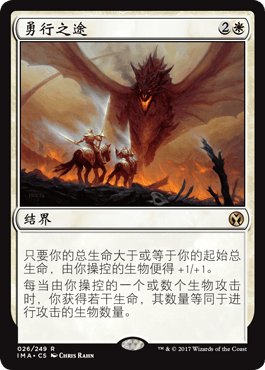 勇行之途 2
结界
只要你的总生命大于或等于你的起始总
生命，由你操控的生物便得 +1/+1。
每当由你操控的一个或数个生物攻击
时，你获得若干生命，其数量等同于进
行攻击的生物数量。
026/249 R
IMA • CS CHRIS RAHN
™ & © 2017 Wizards of the Coast